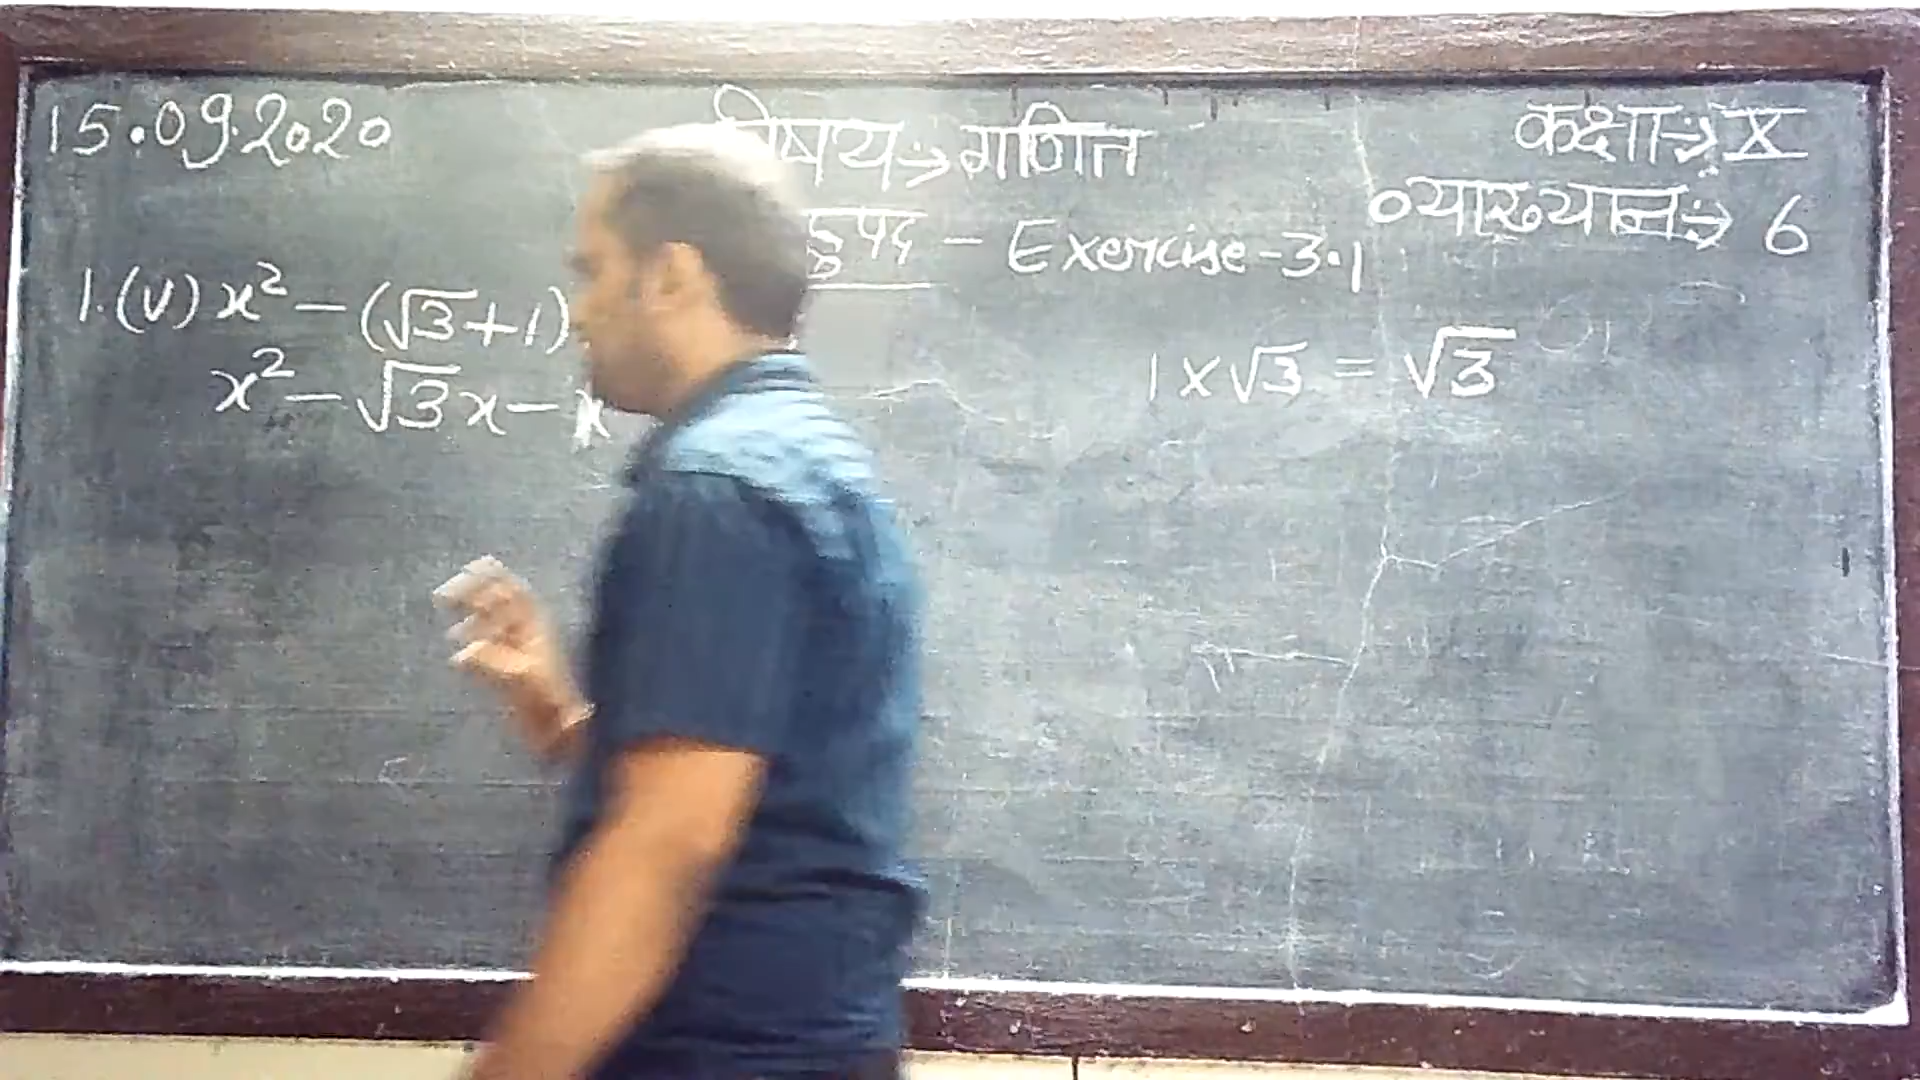 15.09.2020
विषय :→ गणित
कक्षा :→ X
व्याख्यान :→ 6
– Exercise-3.1
1.(v) x² – (√3+1)
1 x √3 = √3
x² – √3x – x